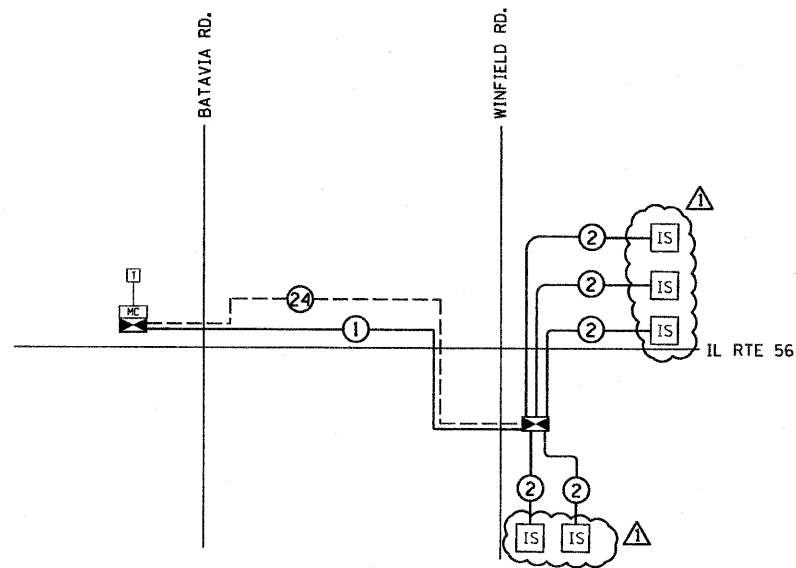 BATAVIA RD.
WINFIELD RD.
1
2
IS
T
2
IS
24
MC
1
2
IS
IL RTE 56
2
2
IS
IS
1